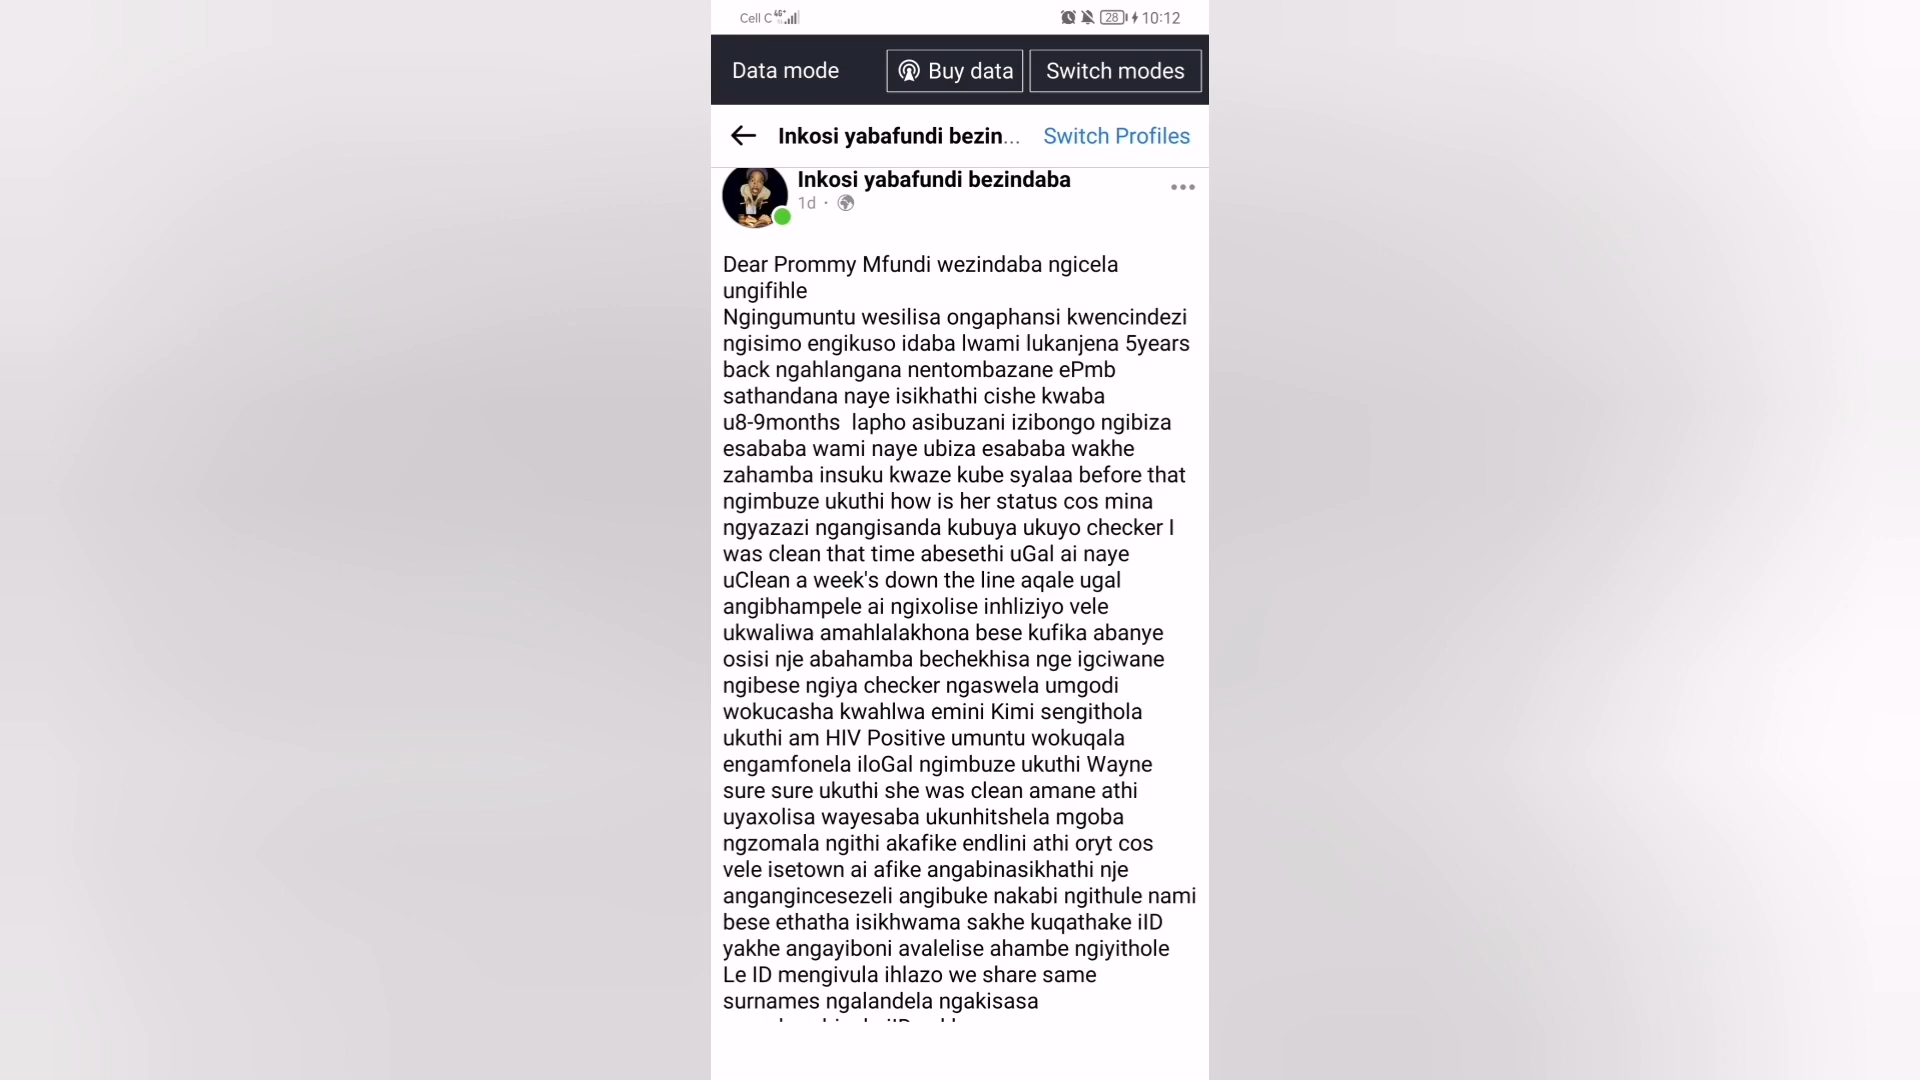 Cell C 4G+ 28 10:12
Data mode Buy data Switch modes
Inkosi yabafundi bezin... Switch Profiles
Inkosi yabafundi bezindaba
1d ·
Dear Prommy Mfundi wezindaba ngicela
ungifihle
Ngingumuntu wesilisa ongaphansi kwencindezi
ngisimo engikuso idaba lwami lukanjena 5years
back ngahlangana nentombazane ePmb
sathandana naye isikhathi cishe kwaba
u8-9months lapho asibuzani izibongo ngibiza
esababa wami naye ubiza esababa wakhe
zahamba insuku kwaze kube syalaa before that
ngimbuze ukuthi how is her status cos mina
ngyazazi ngangisanda kubuya ukuyo checker I
was clean that time abesethi uGal ai naye
uClean a week's down the line aqale ugal
angibhampele ai ngixolise inhliziyo vele
ukwaliwa amahlalakhona bese kufika abanye
osisi nje abahamba bechekhisa nge igciwane
ngibese ngiya checker ngaswela umgodi
wokucasha kwahlwa emini Kimi sengithola
ukuthi am HIV Positive umuntu wokuqala
engamfonela iloGal ngimbuze ukuthi Wayne
sure sure ukuthi she was clean amane athi
uyaxolisa wayesaba ukunhitshela mgoba
ngzomala ngithi akafike endlini athi oryt cos
vele isetown ai afike angabinasikhathi nje
angangincesezeli angibuke nakabi ngithule nami
bese ethatha isikhwama sakhe kuqathake iID
yakhe angayiboni avalelise ahambe ngiyithole
Le ID mengivula ihlazo we share same
surnames ngalandela ngakisasa